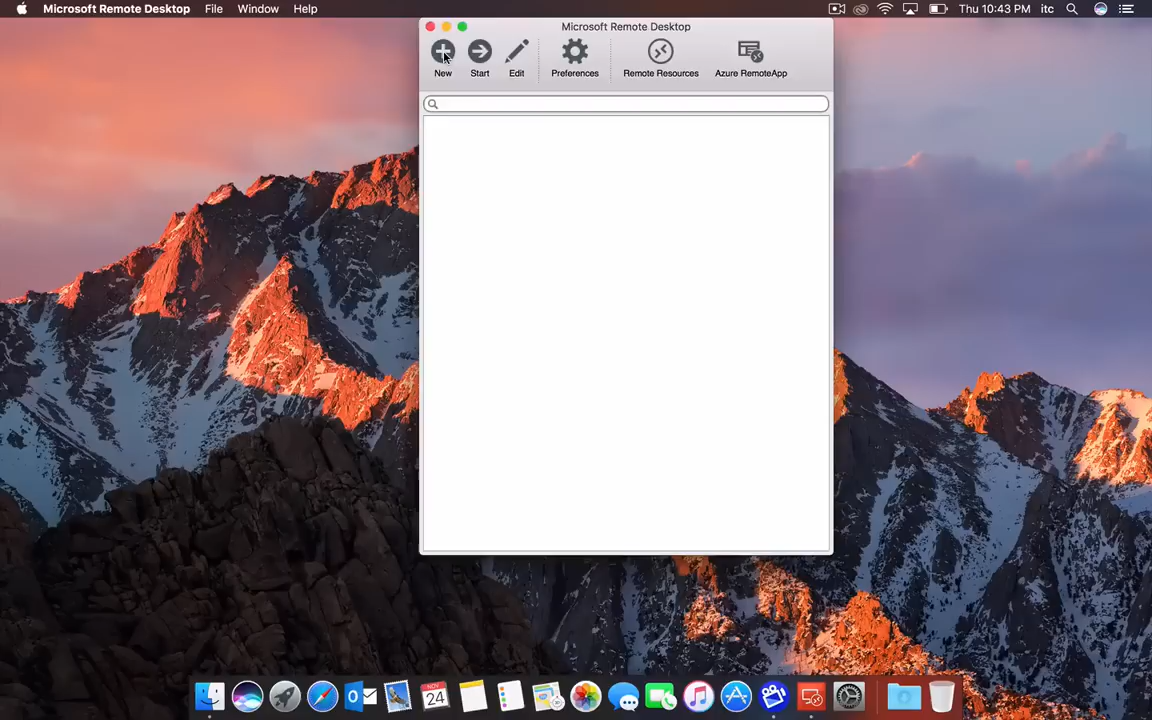 Microsoft Remote Desktop File Window Help Thu 10:43 PM itc
Microsoft Remote Desktop
New Start Edit Preferences Remote Resources Azure RemoteApp
NOV
24